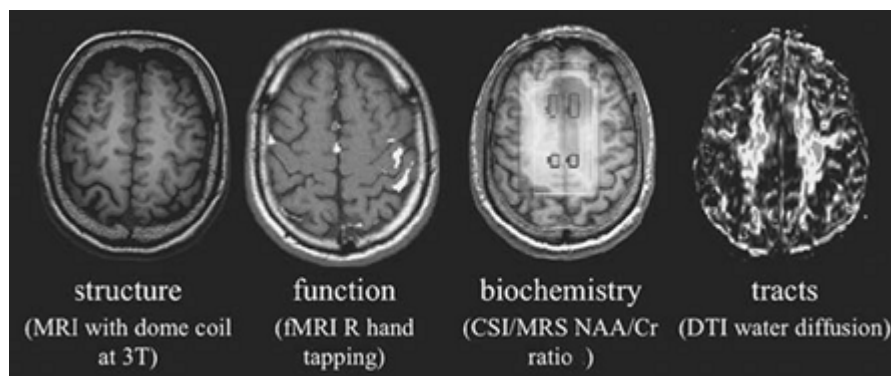 structure
(MRI with dome coil
at 3T)
function
(fMRI R hand
tapping)
biochemistry
(CSI/MRS NAA/Cr
ratio )
tracts
(DTI water diffusion)